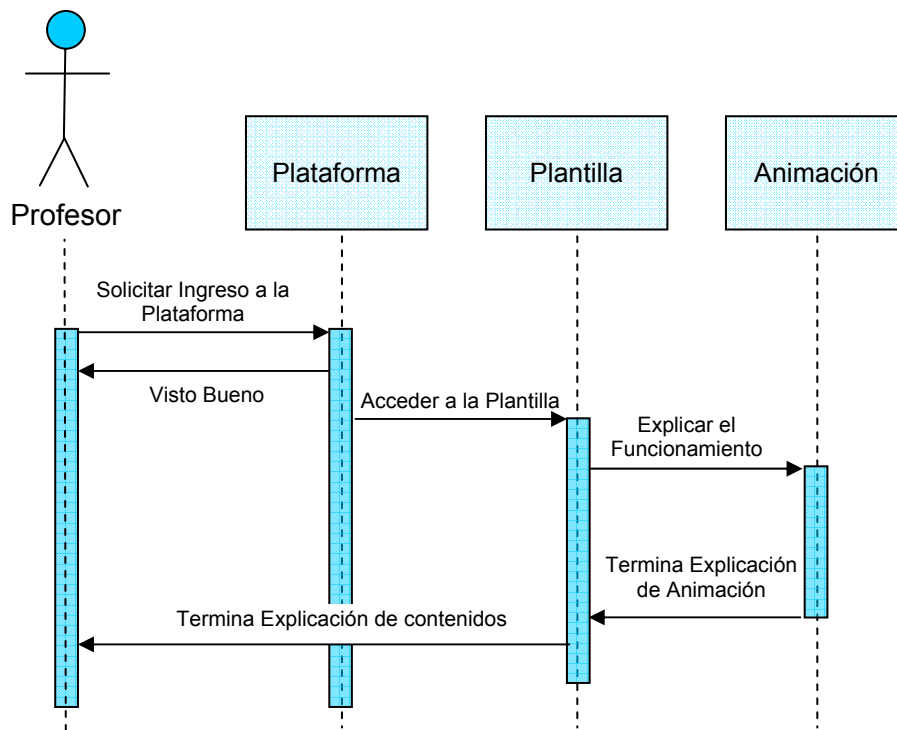 Profesor
Plataforma
Plantilla
Animación
Solicitar Ingreso a la
Plataforma
Visto Bueno
Acceder a la Plantilla
Explicar el
Funcionamiento
Termina Explicación
de Animación
Termina Explicación de contenidos